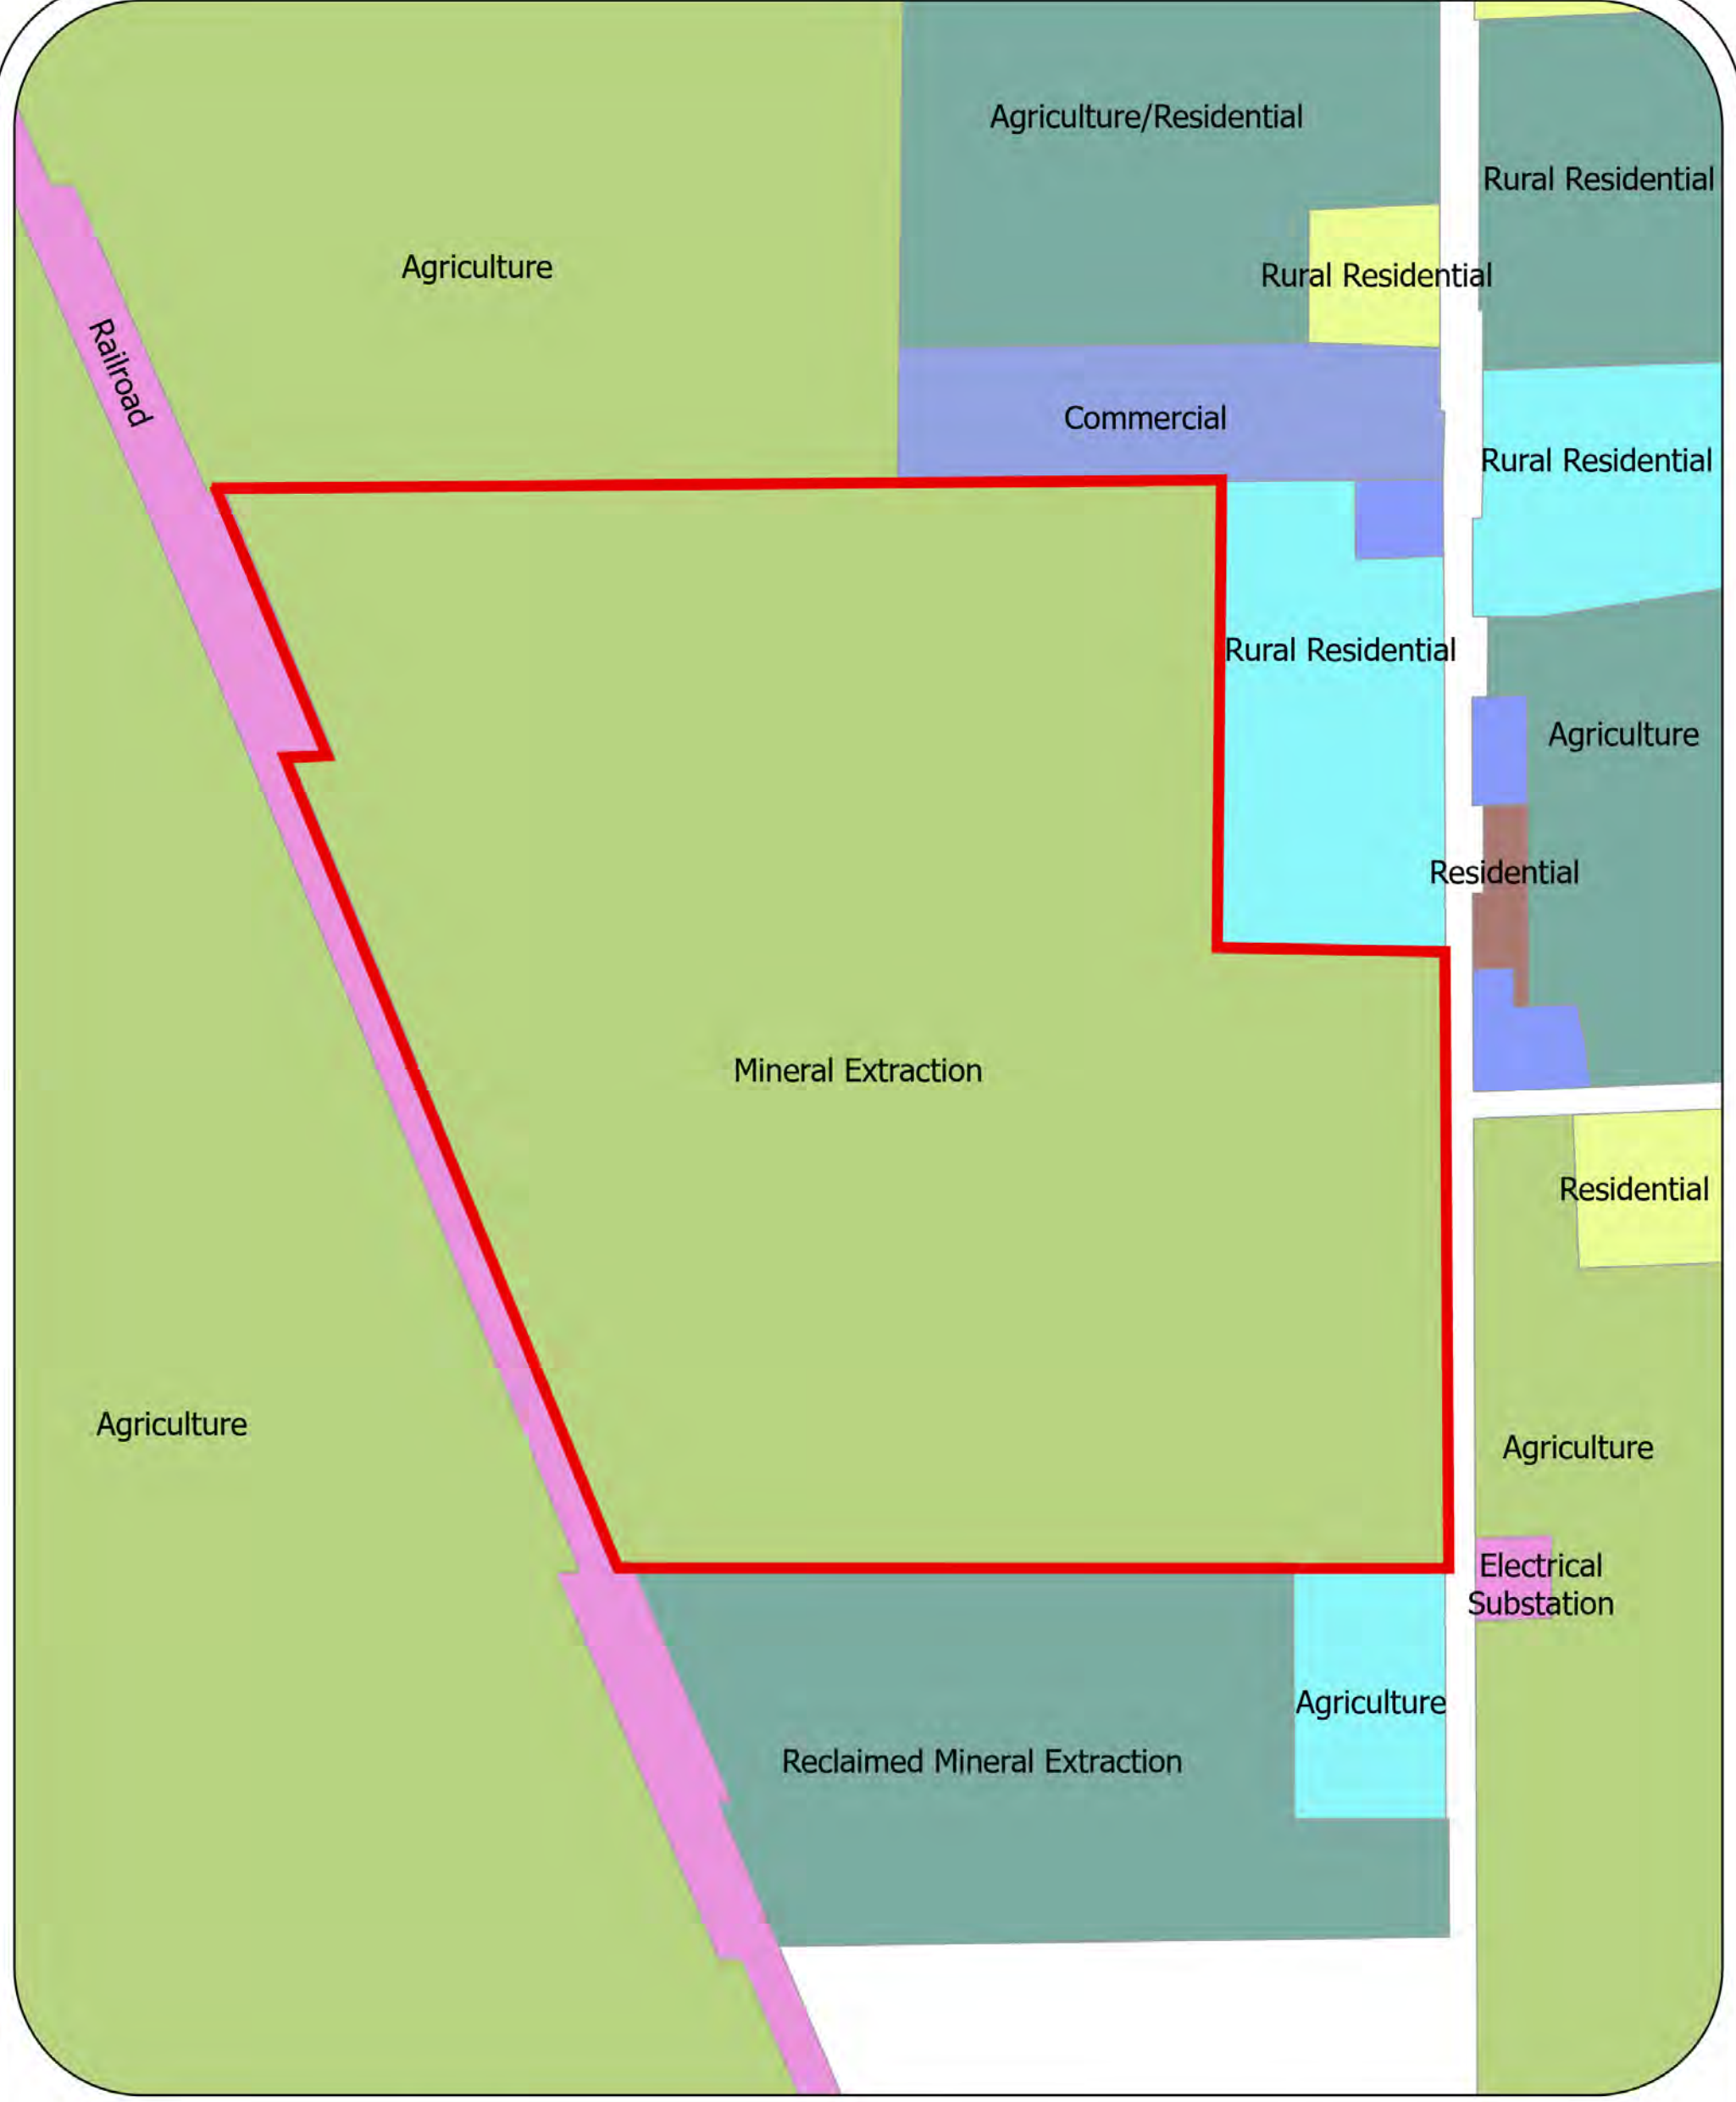 Agriculture/Residential
Rural Residential
Agriculture
Rural Residential
Railroad
Commercial
Rural Residential
Rural Residential
Agriculture
Residential
Mineral Extraction
Residential
Agriculture
Agriculture
Electrical
Substation
Agriculture
Reclaimed Mineral Extraction